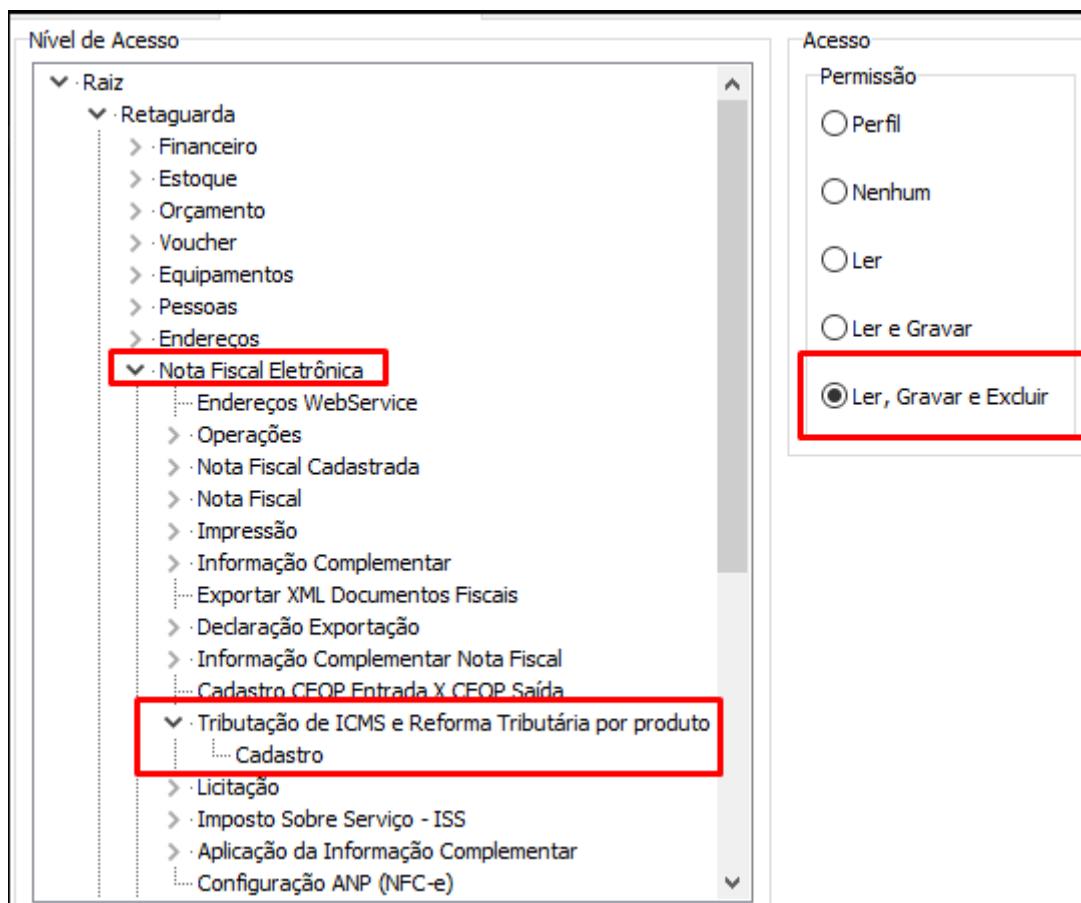 Nível de Acesso
Raiz
Retaguarda
Financeiro
Estoque
Orçamento
Voucher
Equipamentos
Pessoas
Endereços
Nota Fiscal Eletrônica
Endereços WebService
Operações
Nota Fiscal Cadastrada
Nota Fiscal
Impressão
Informação Complementar
Exportar XML Documentos Fiscais
Declaração Exportação
Informação Complementar Nota Fiscal
Cadastro CFOP Entrada X CFOP Saída
Tributação de ICMS e Reforma Tributária por produto
Cadastro
Licitação
Imposto Sobre Serviço - ISS
Aplicação da Informação Complementar
Configuração ANP (NFC-e)
Acesso
Permissão
Perfil
Nenhum
Ler
Ler e Gravar
Ler, Gravar e Excluir